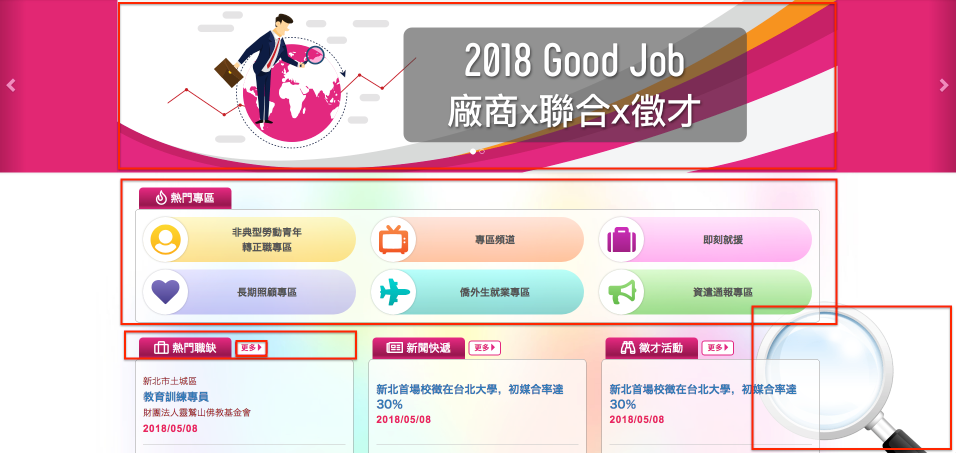 2018 Good Job
廠商x聯合x徵才
熱門專區
非典型勞動青年
轉正職專區
專區頻道
即刻就援
長期照顧專區
僑外生就業專區
資遣通報專區
熱門職缺
更多
新北市土城區
教育訓練專員
財團法人靈鷲山佛教基金會
2018/05/08
新聞快遞
更多
新北首場校徵在台北大學，初媒合率達
30%
2018/05/08
徵才活動
更多
新北首場校徵在台北大學，初媒合率達
30%
2018/05/08